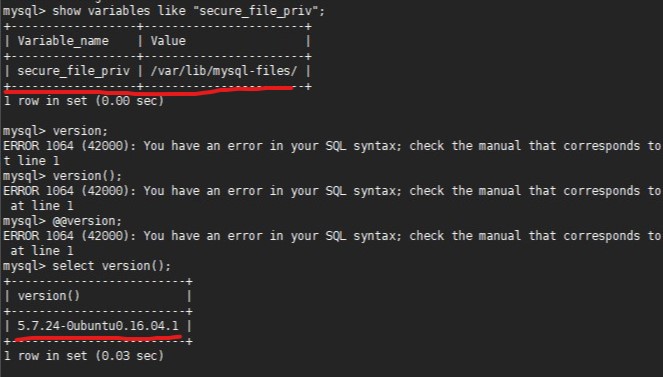 mysql> show variables like "secure_file_priv";
+------------------+-----------------------+
| Variable_name    | Value                 |
+------------------+-----------------------+
| secure_file_priv | /var/lib/mysql-files/ |
+------------------+-----------------------+
1 row in set (0.00 sec)
mysql> version;
ERROR 1064 (42000): You have an error in your SQL syntax; check the manual that corresponds to
t line 1
mysql> version();
ERROR 1064 (42000): You have an error in your SQL syntax; check the manual that corresponds to
 at line 1
mysql> @@version;
ERROR 1064 (42000): You have an error in your SQL syntax; check the manual that corresponds to
 at line 1
mysql> select version();
+-------------------------+
| version()               |
+-------------------------+
| 5.7.24-0ubuntu0.16.04.1 |
+-------------------------+
1 row in set (0.03 sec)